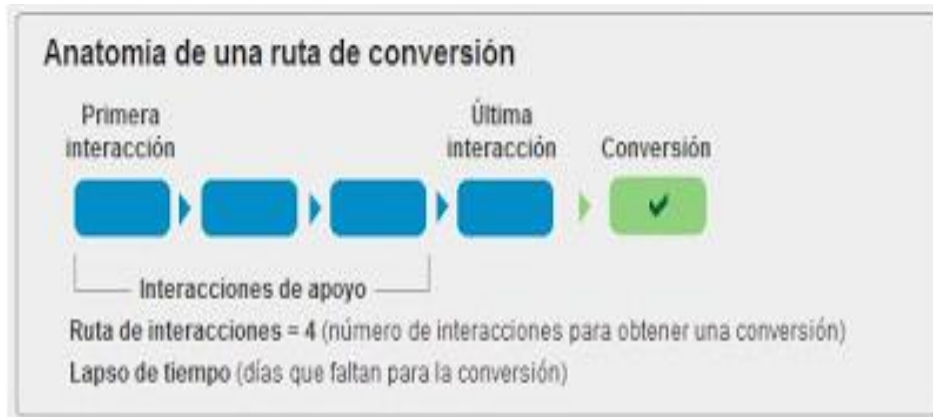 Anatomía de una ruta de conversión
Primera
interacción
Última
interacción
Conversión
Interacciones de apoyo
Ruta de interacciones = 4 (número de interacciones para obtener una conversión)
Lapso de tiempo (días que faltan para la conversión)